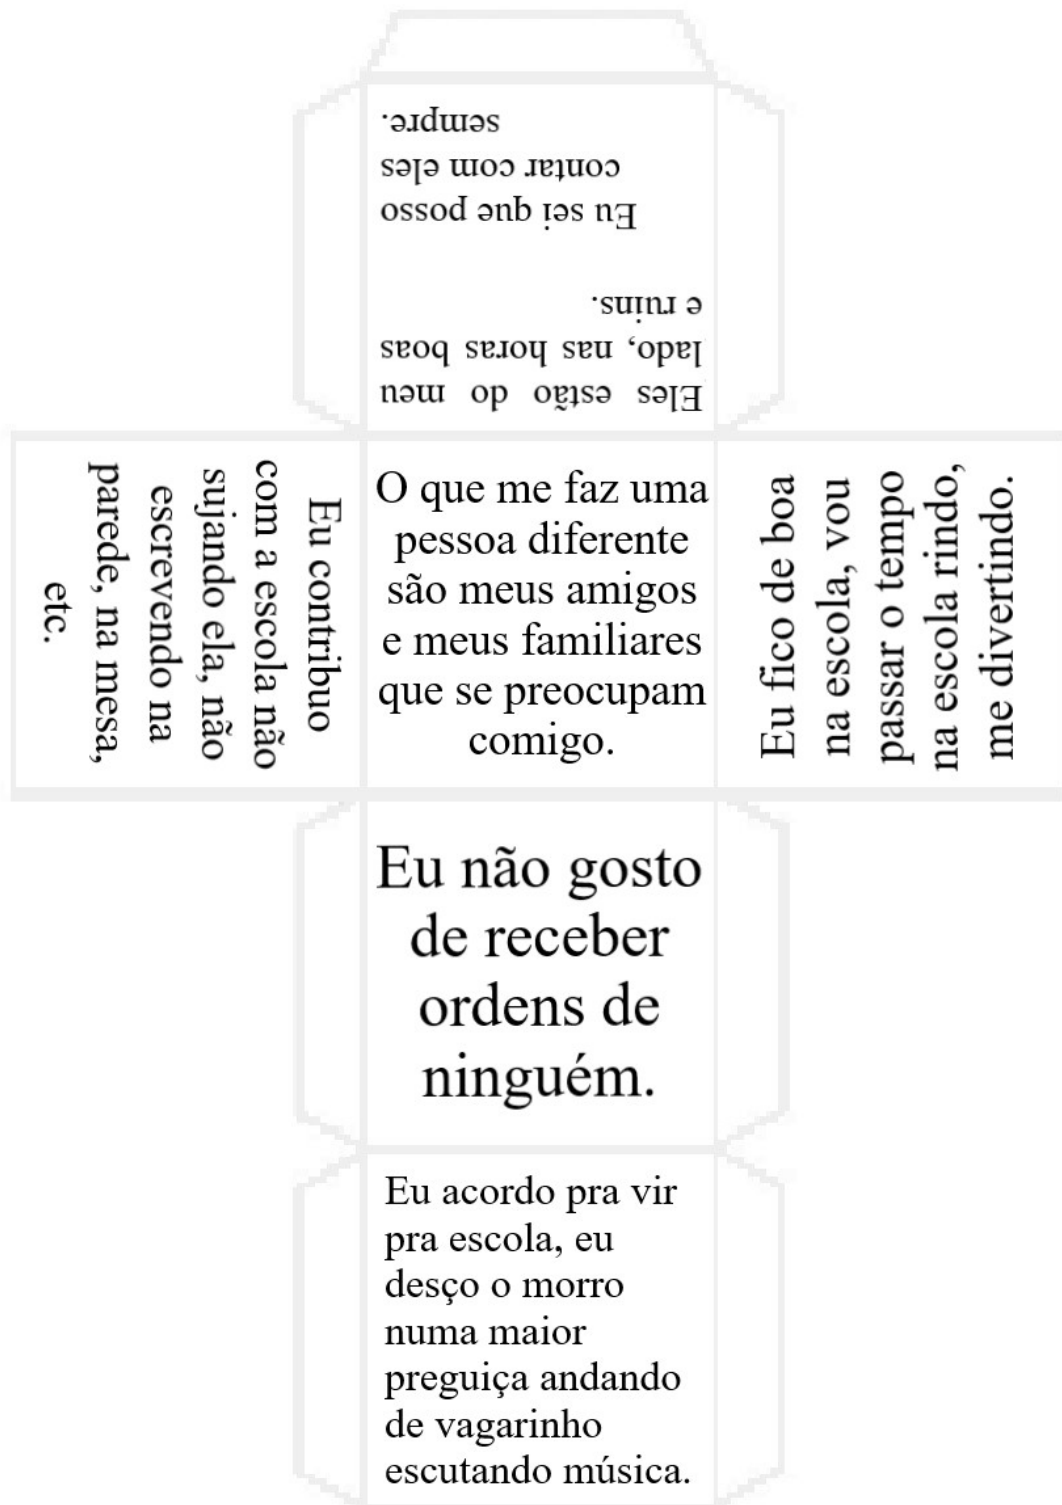 Eles estão do meu
lado, nas horas boas
e ruins.
Eu sei que posso
contar com eles
sempre.
Eu contribuo
com a escola não
sujando ela, não
escrevendo na
parede, na mesa,
etc.
O que me faz uma
pessoa diferente
são meus amigos
e meus familiares
que se preocupam
comigo.
Eu fico de boa
na escola, vou
passar o tempo
na escola rindo,
me divertindo.
Eu não gosto
de receber
ordens de
ninguém.
Eu acordo pra vir
pra escola, eu
desço o morro
numa maior
preguiça andando
de vagarinho
escutando música.